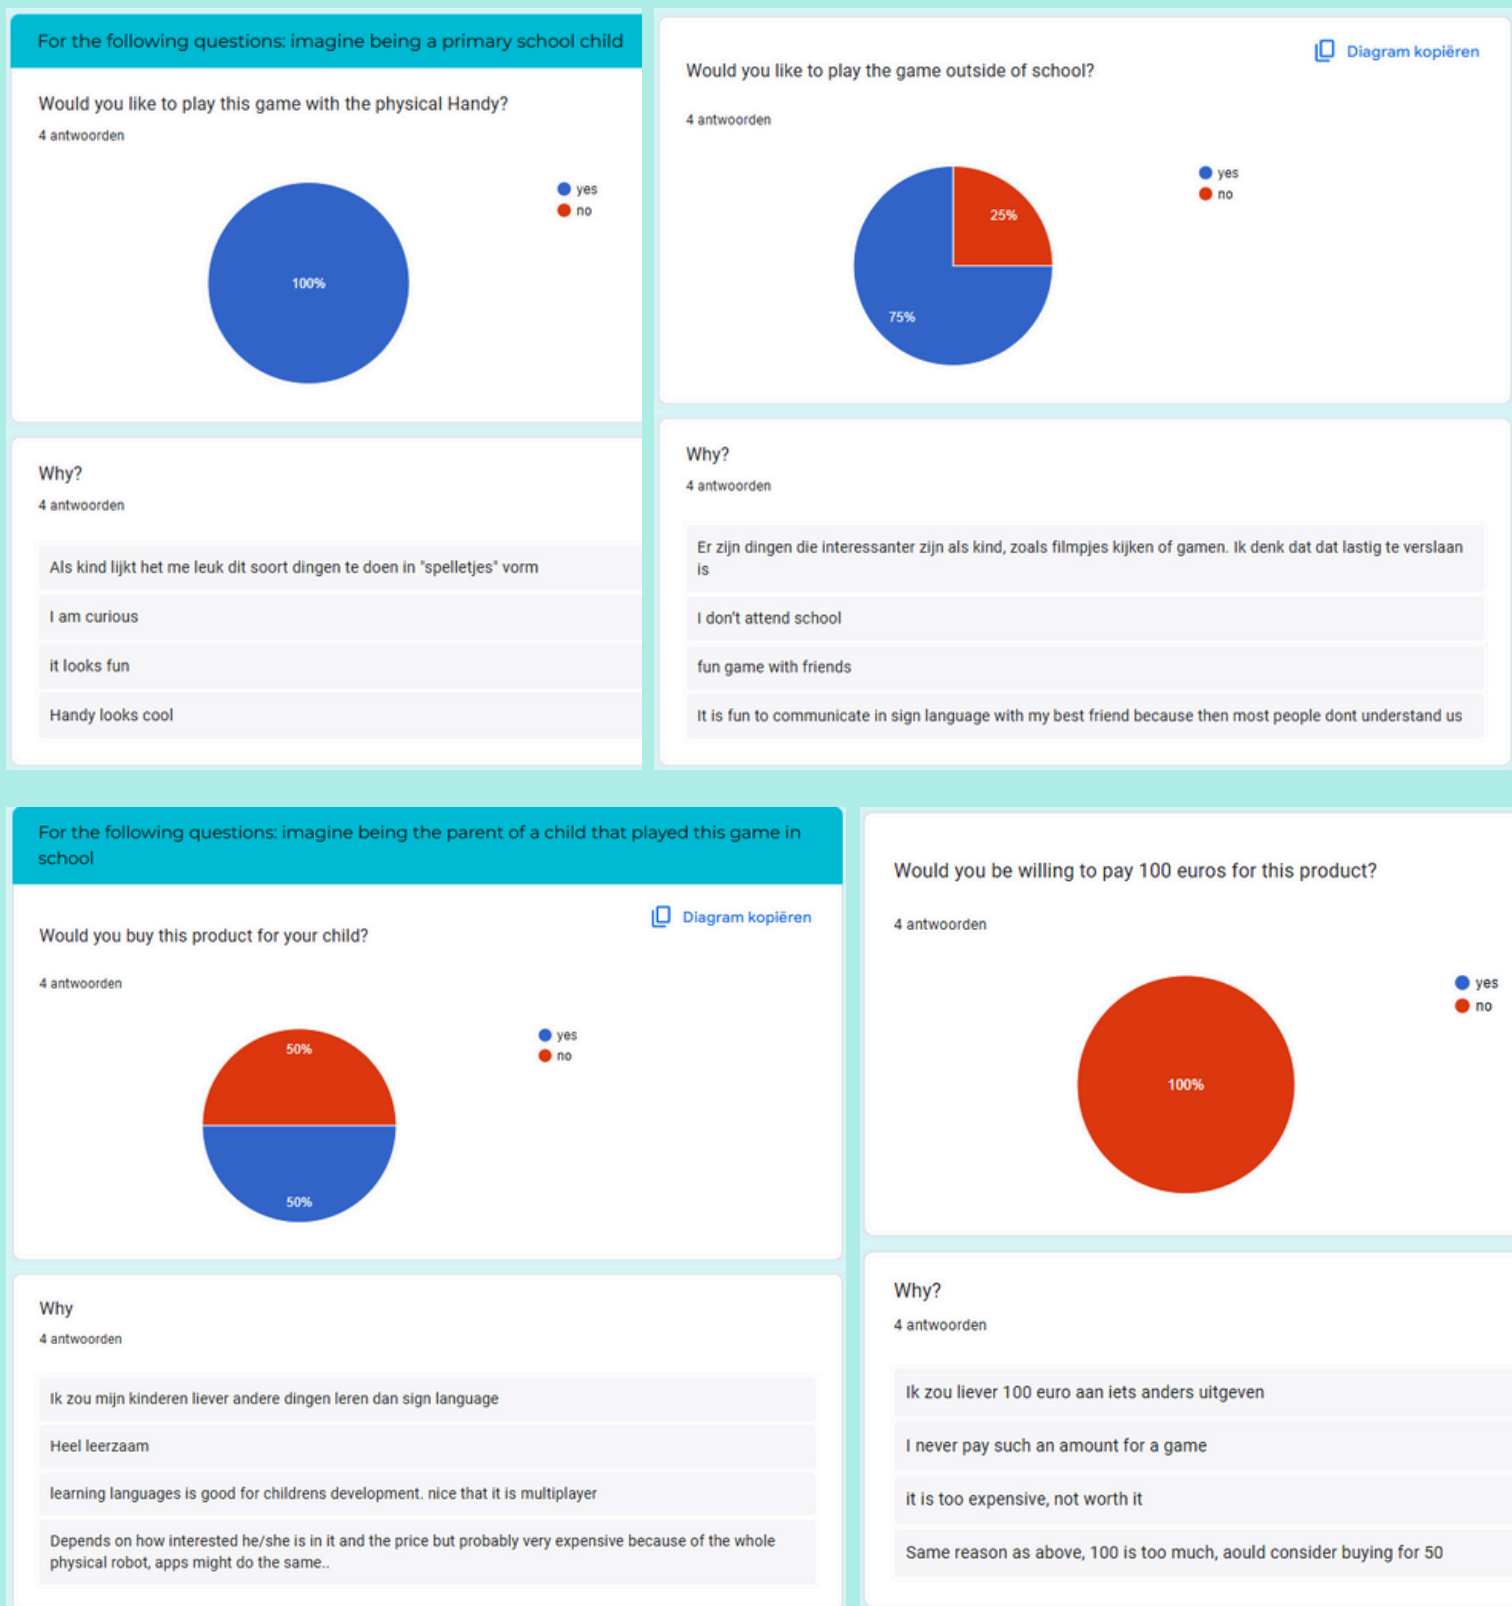 For the following questions: imagine being a primary school child
Would you like to play this game with the physical Handy?
4 antwoorden
yes
no
100%
Why?
4 antwoorden
Als kind lijkt het me leuk dit soort dingen te doen in "spelletjes" vorm
I am curious
it looks fun
Handy looks cool
Diagram kopiëren
Would you like to play the game outside of school?
4 antwoorden
yes
no
25%
75%
Why?
4 antwoorden
Er zijn dingen die interessanter zijn als kind, zoals filmpjes kijken of gamen. Ik denk dat dat lastig te verslaan
is
I don't attend school
fun game with friends
It is fun to communicate in sign language with my best friend because then most people dont understand us
For the following questions: imagine being the parent of a child that played this game in
school
Diagram kopiëren
Would you buy this product for your child?
4 antwoorden
yes
no
50%
50%
Why
4 antwoorden
Ik zou mijn kinderen liever andere dingen leren dan sign language
Heel leerzaam
learning languages is good for childrens development. nice that it is multiplayer
Depends on how interested he/she is in it and the price but probably very expensive because of the whole
physical robot, apps might do the same..
Would you be willing to pay 100 euros for this product?
4 antwoorden
yes
no
100%
Why?
4 antwoorden
Ik zou liever 100 euro aan iets anders uitgeven
I never pay such an amount for a game
it is too expensive, not worth it
Same reason as above, 100 is too much, aould consider buying for 50